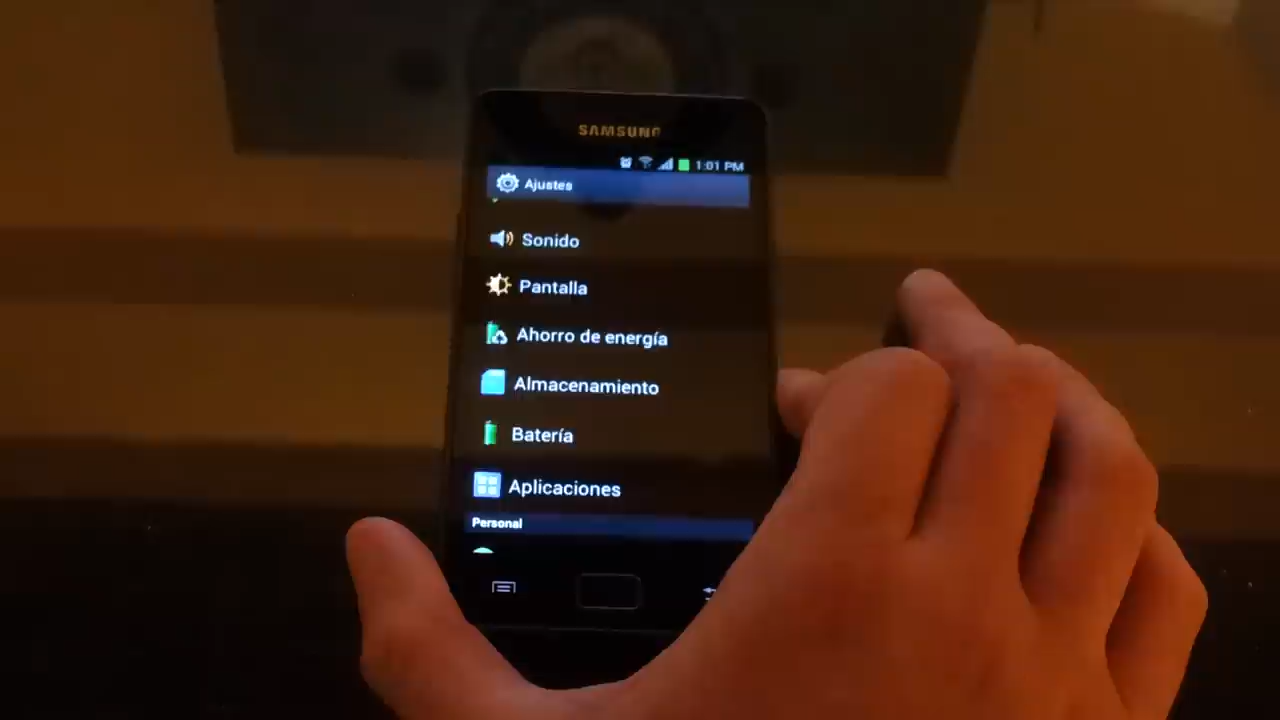 SAMSUNG
1:01 PM
Ajustes
Sonido
Pantalla
Ahorro de energía
Almacenamiento
Batería
Aplicaciones
Personal